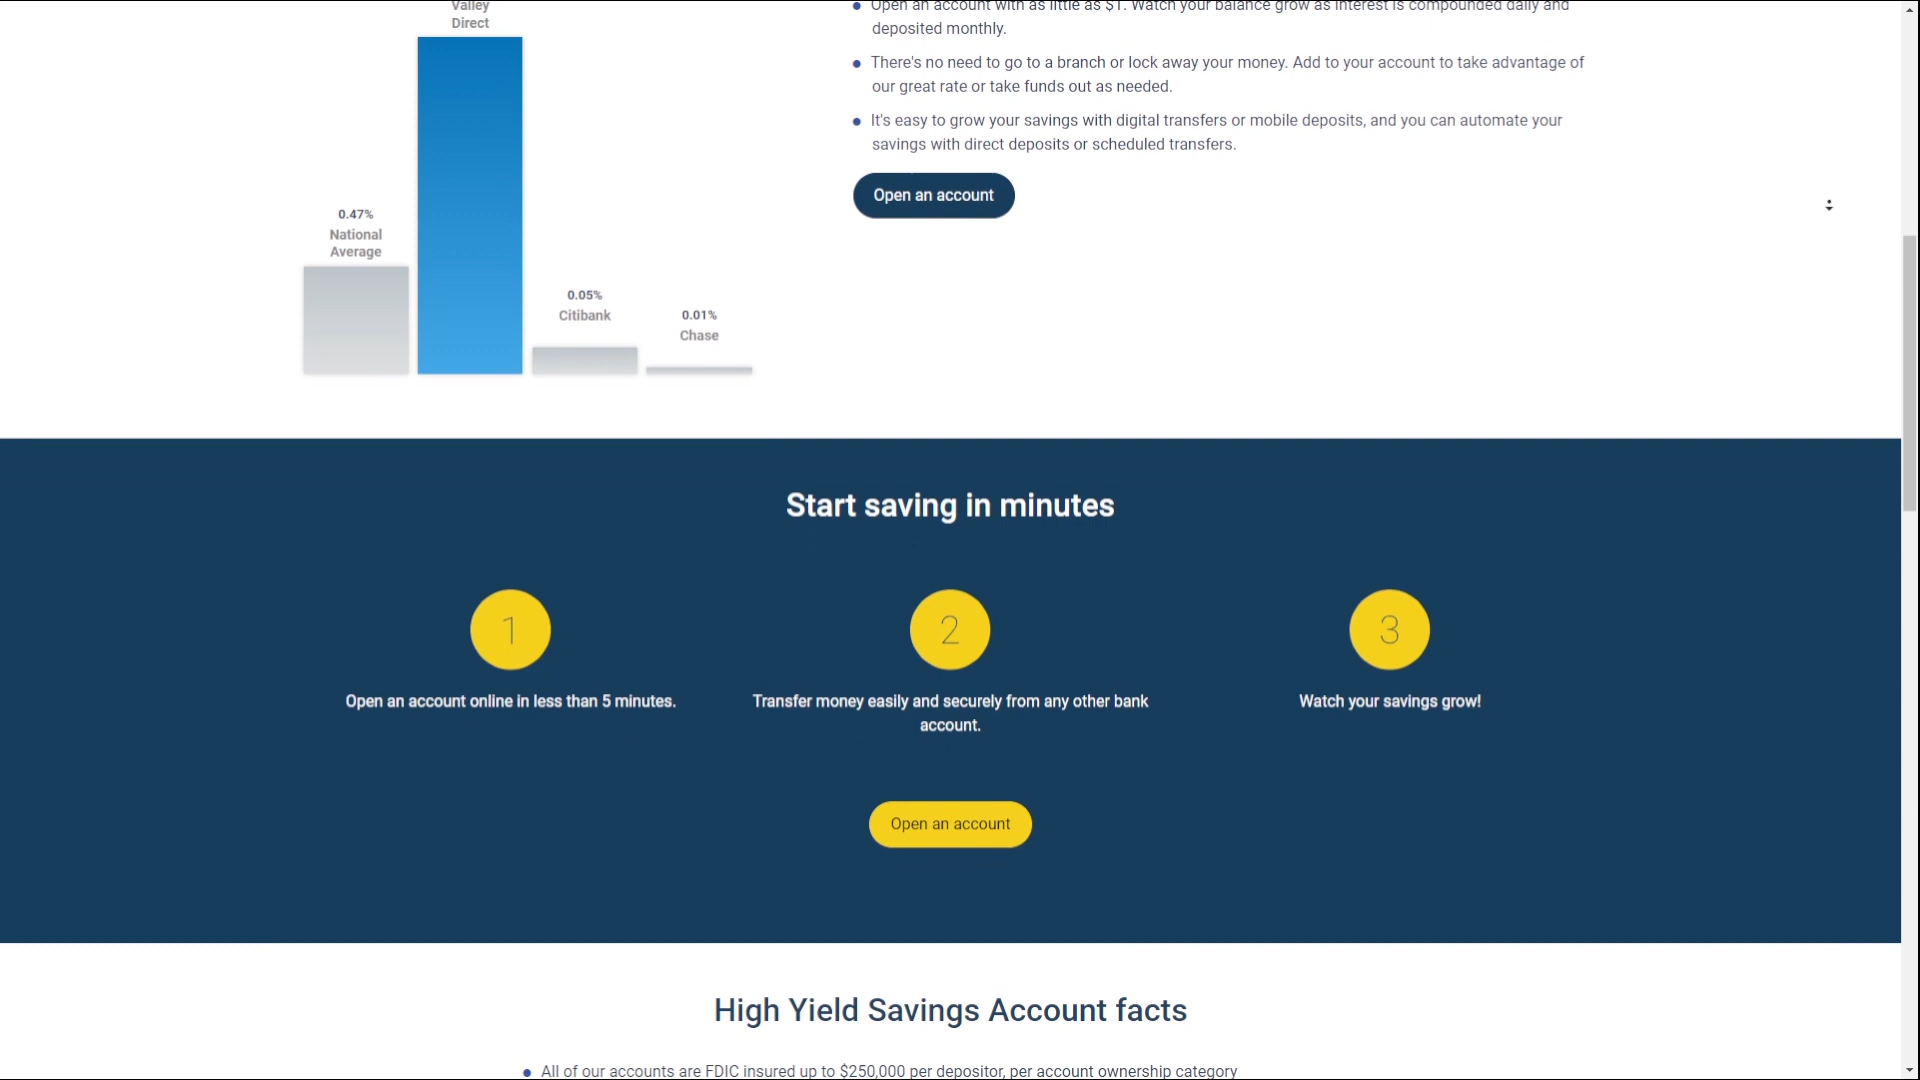 Valley
Direct
0.47%
National
Average
0.05%
Citibank
0.01%
Chase
Open an account with as little as $1. Watch your balance grow as interest is compounded daily and
deposited monthly.
There's no need to go to a branch or lock away your money. Add to your account to take advantage of
our great rate or take funds out as needed.
It's easy to grow your savings with digital transfers or mobile deposits, and you can automate your
savings with direct deposits or scheduled transfers.
Open an account
Start saving in minutes
1
Open an account online in less than 5 minutes.
2
Transfer money easily and securely from any other bank
account.
3
Watch your savings grow!
Open an account
High Yield Savings Account facts
All of our accounts are FDIC insured up to $250,000 per depositor, per account ownership category